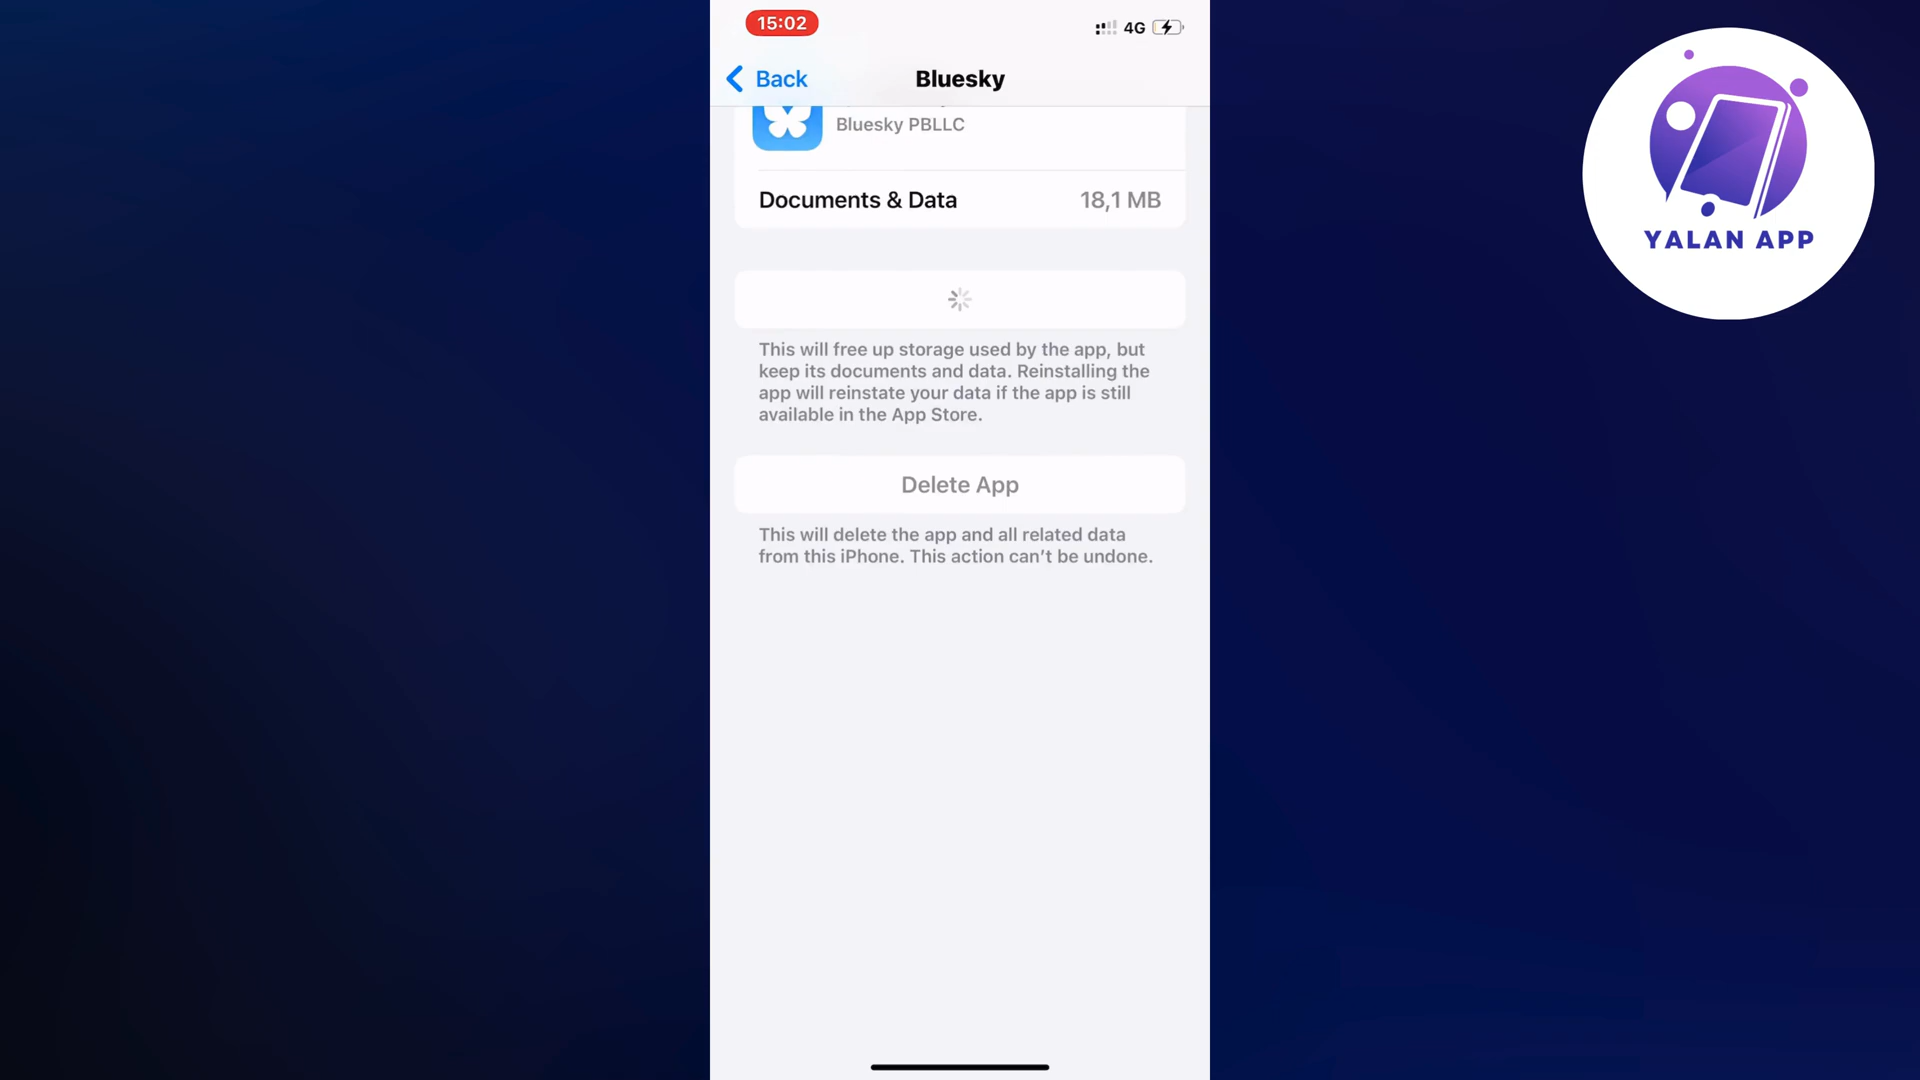 15:02
4G
Back
Bluesky
Bluesky PBLLC
Documents & Data
18,1 MB
This will free up storage used by the app, but
keep its documents and data. Reinstalling the
app will reinstate your data if the app is still
available in the App Store.
Delete App
This will delete the app and all related data
from this iPhone. This action can’t be undone.
YALAN APP